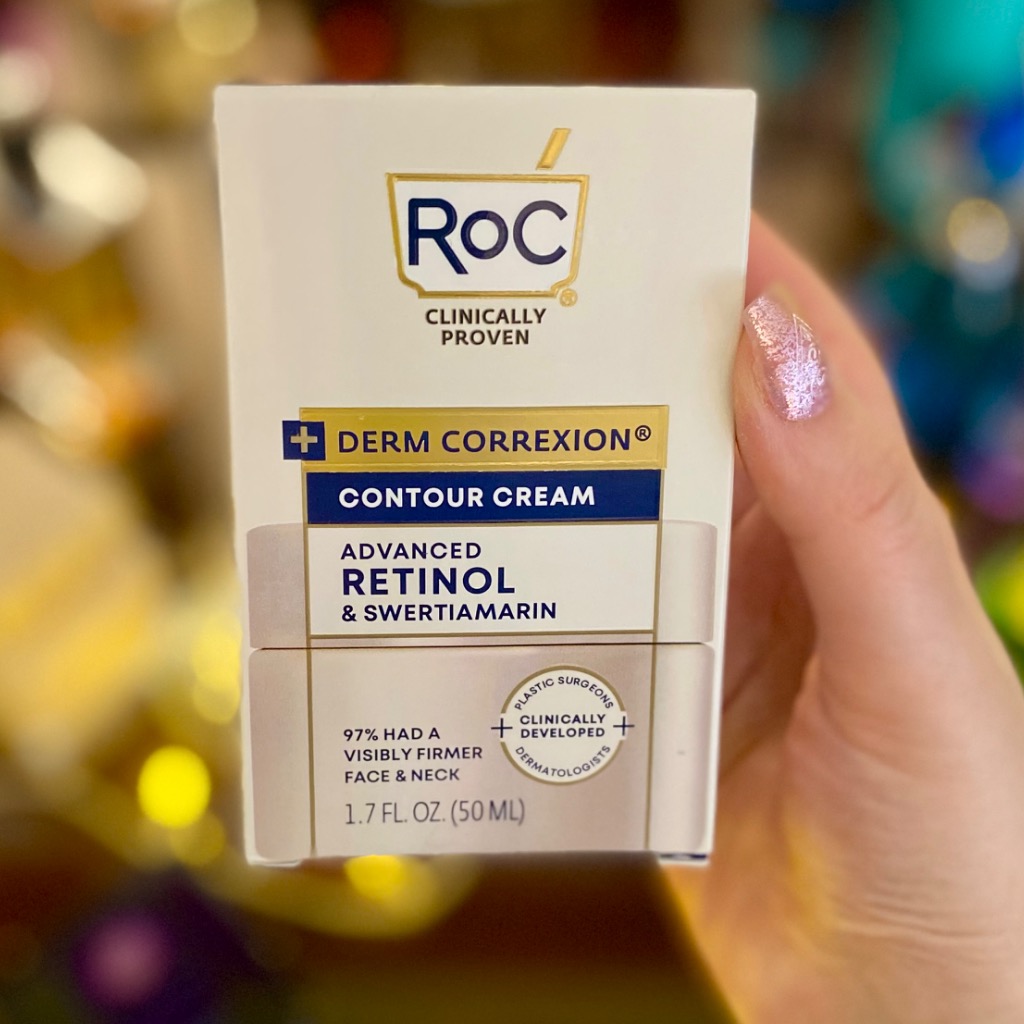 RoC®
CLINICALLY
PROVEN
+ DERM CORREXION®
CONTOUR CREAM
ADVANCED
RETINOL
& SWERTIAMARIN
97% HAD A
VISIBLY FIRMER
FACE & NECK
1.7 FL. OZ. (50 ML)
PLASTIC SURGEONS
+ CLINICALLY +
DEVELOPED
DERMATOLOGISTS